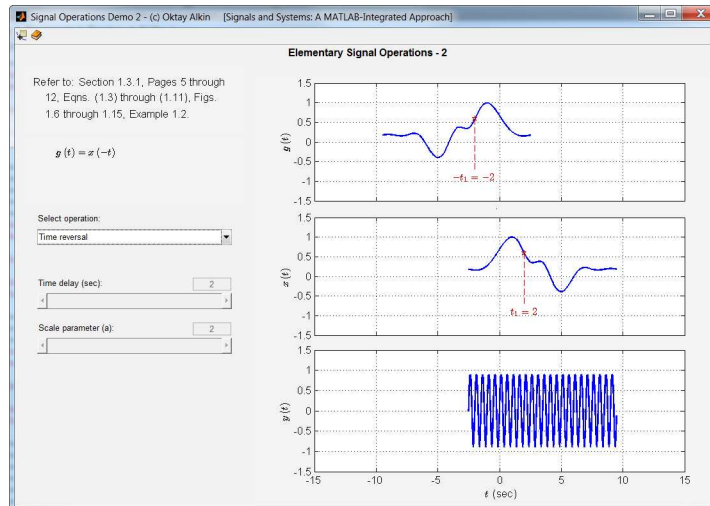 Signal Operations Demo 2 - (c) Oktay Alkin [Signals and Systems: A MATLAB-Integrated Approach]
Elementary Signal Operations - 2
Refer to: Section 1.3.1, Pages 5 through
12, Eqns. (1.3) through (1.11), Figs.
1.6 through 1.15, Example 1.2.
g (t) = x (−t)
Select operation:
Time reversal
Time delay (sec):
2
Scale parameter (a):
2
1.5
1
0.5
0
-0.5
-1
-1.5
g (t)
−t₁ = −2
1.5
1
0.5
0
-0.5
-1
-1.5
x (t)
t₁ = 2
1.5
1
0.5
0
-0.5
-1
-1.5
y (t)
-15
-10
-5
0
5
10
15
t (sec)